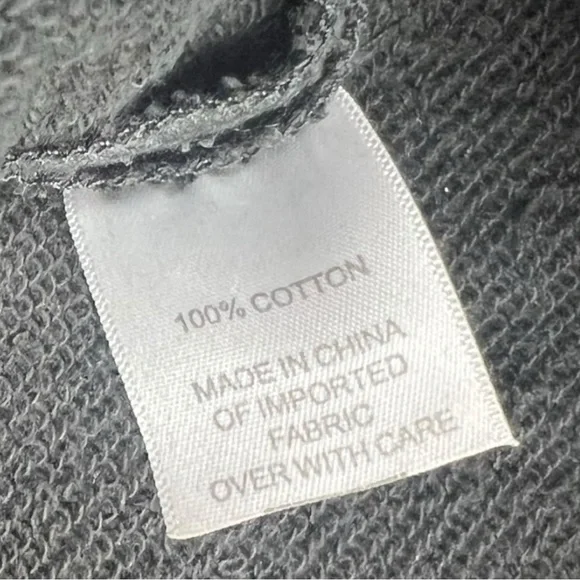 100% COTTON
MADE IN CHINA
OF IMPORTED
FABRIC
OVER WITH CARE